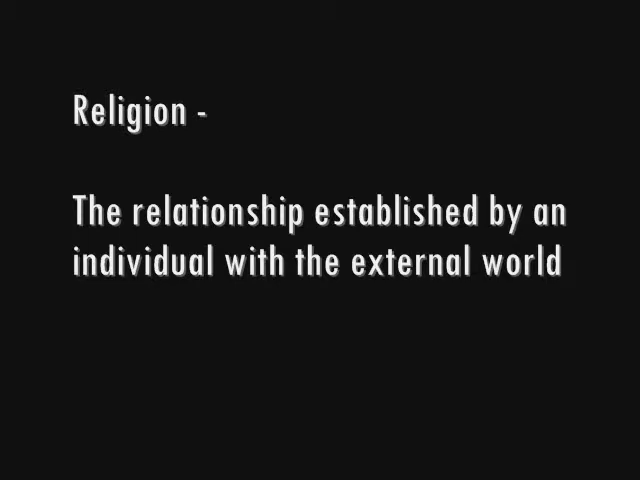 Religion -
The relationship established by an
individual with the external world